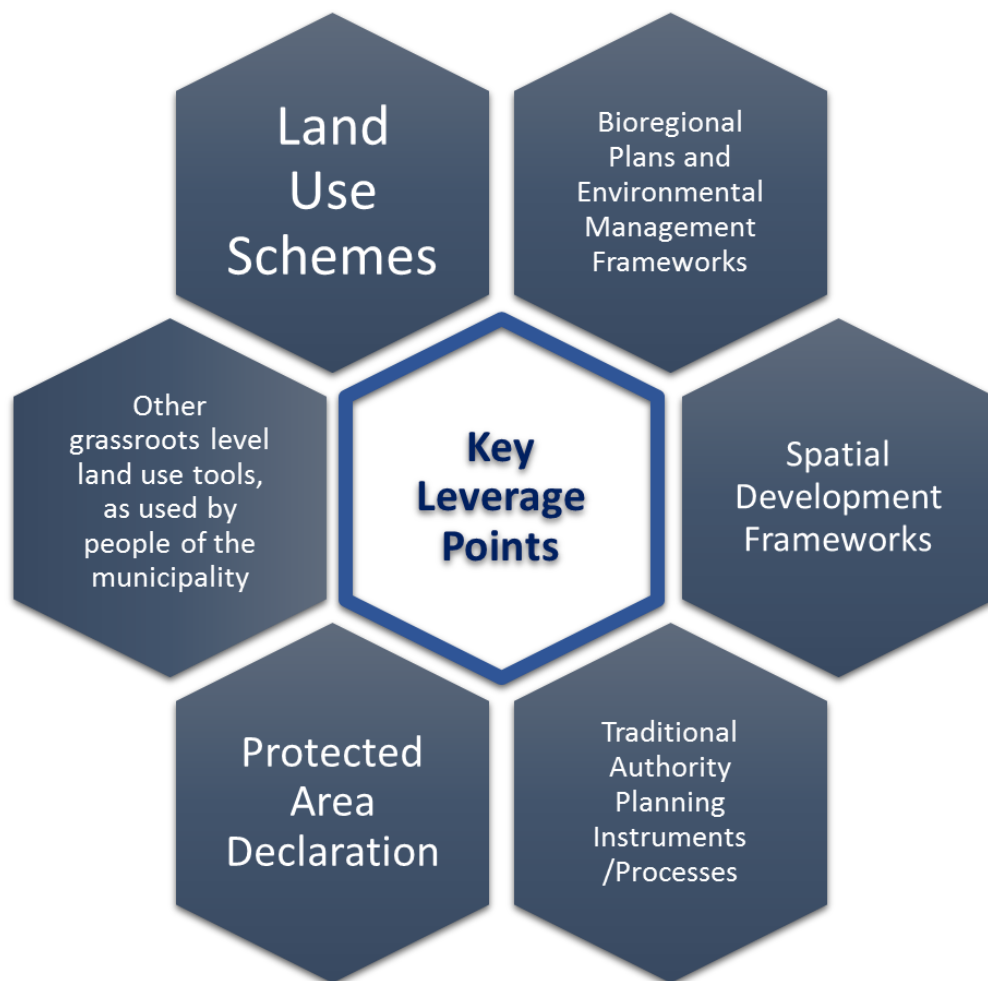 Land
Use
Schemes
Bioregional
Plans and
Environmental
Management
Frameworks
Other
grassroots level
land use tools,
as used by
people of the
municipality
Key
Leverage
Points
Spatial
Development
Frameworks
Protected
Area
Declaration
Traditional
Authority
Planning
Instruments
/Processes